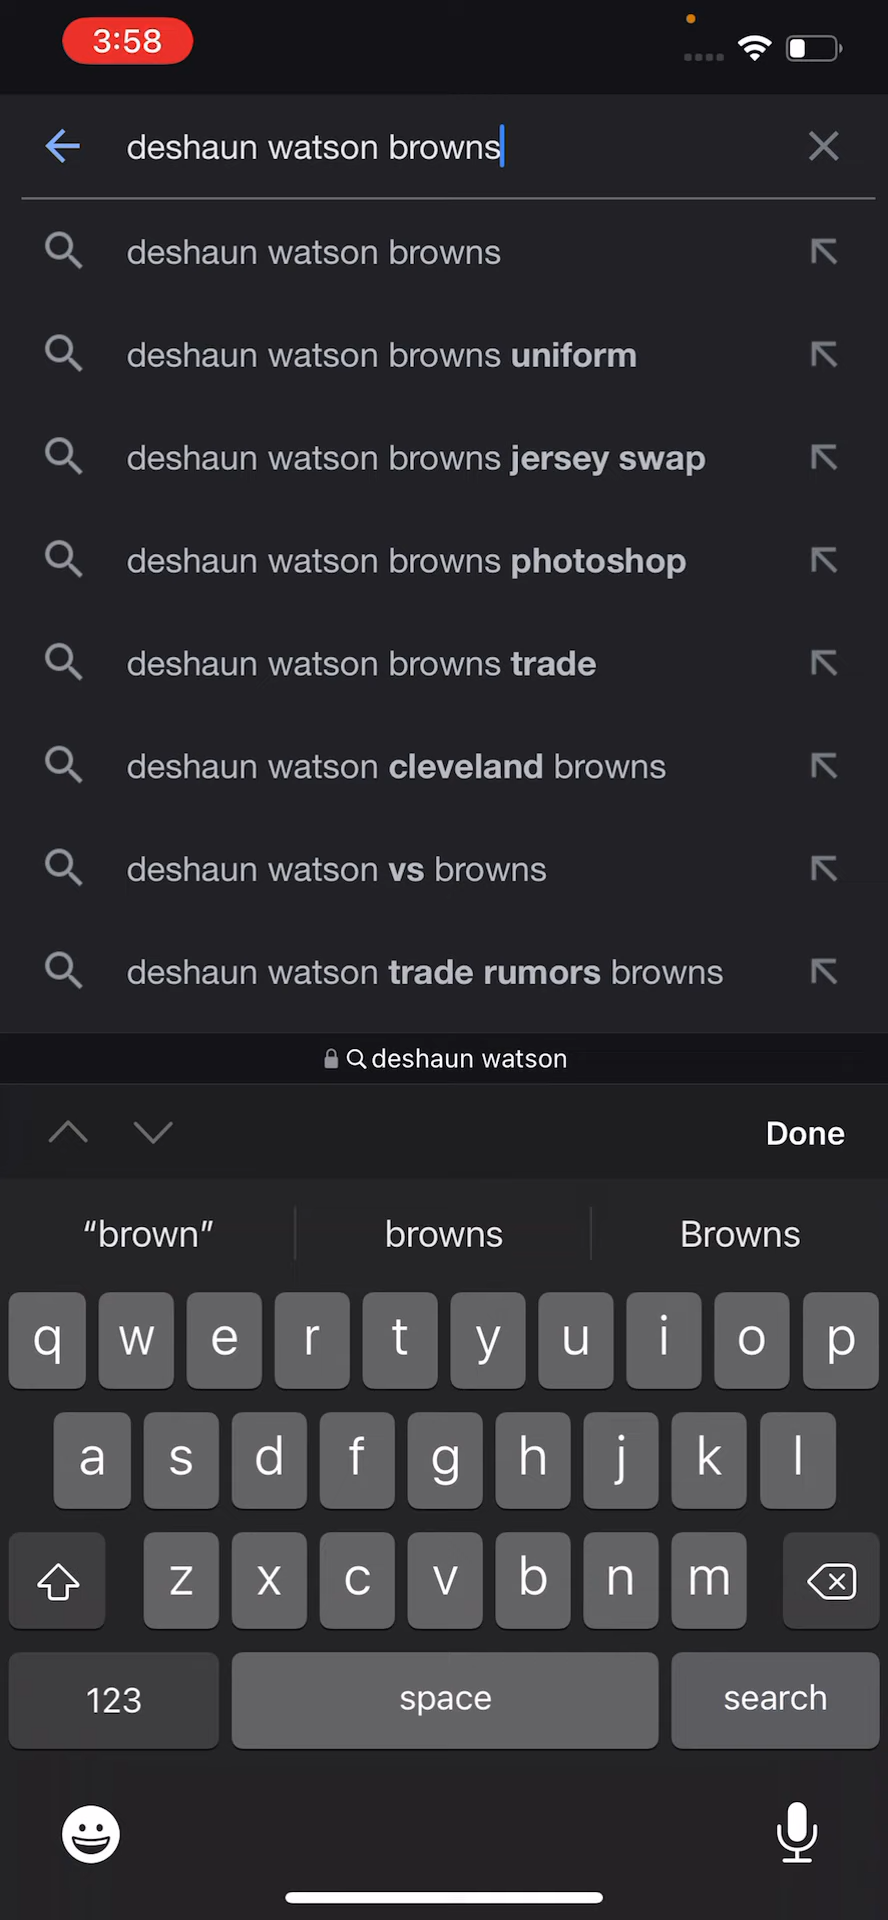 3:58
deshaun watson browns
deshaun watson browns
deshaun watson browns uniform
deshaun watson browns jersey swap
deshaun watson browns photoshop
deshaun watson browns trade
deshaun watson cleveland browns
deshaun watson vs browns
deshaun watson trade rumors browns
deshaun watson
Done
“brown” browns Browns
q w e r t y u i o p
a s d f g h j k l
z x c v b n m
123 space search